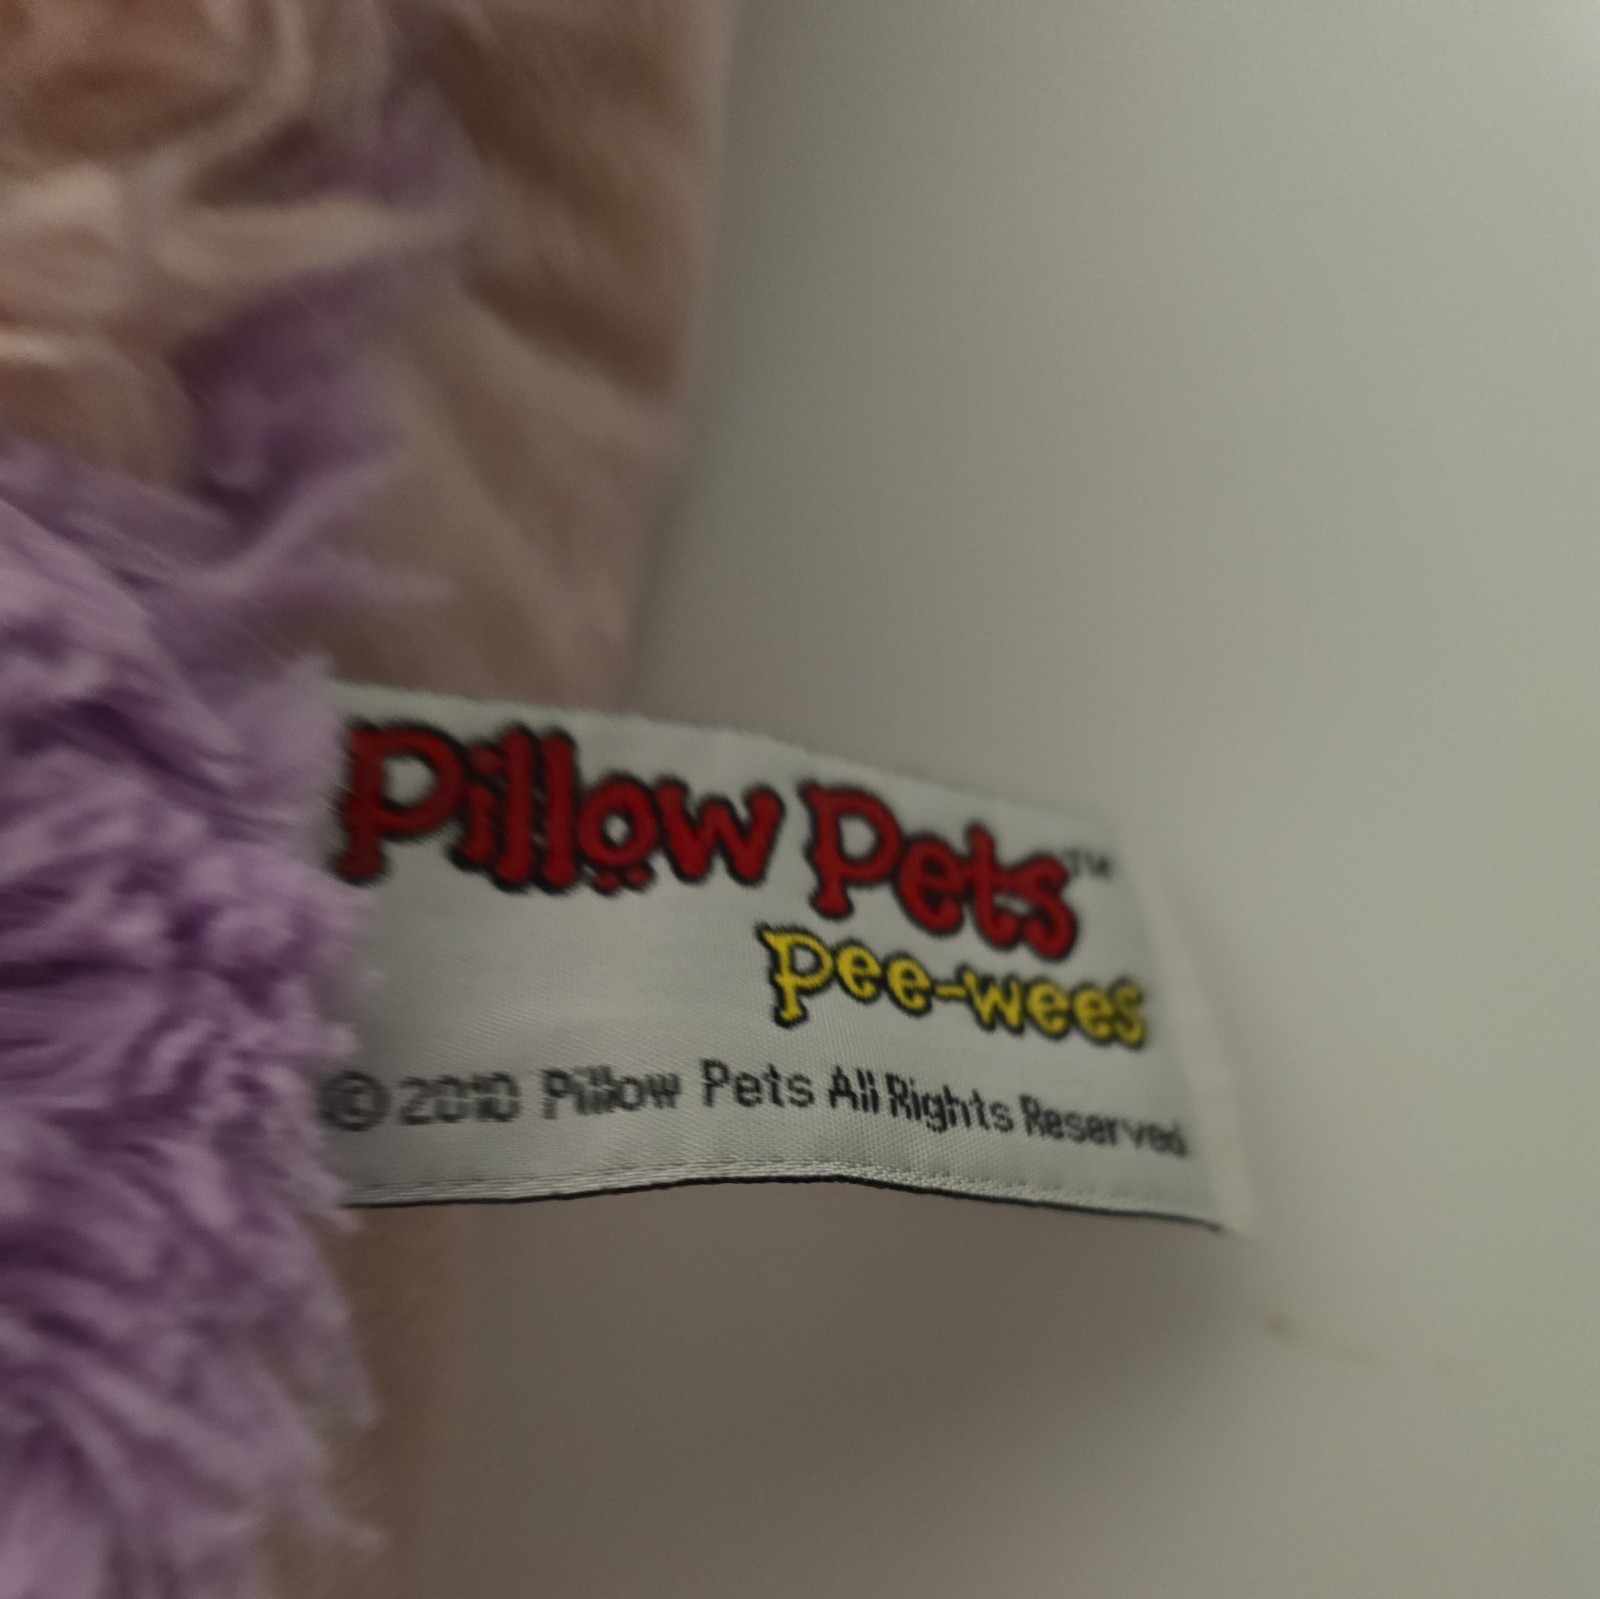 Pillow Pets™
pee-wees
© 2010 Pillow Pets All Rights Reserved